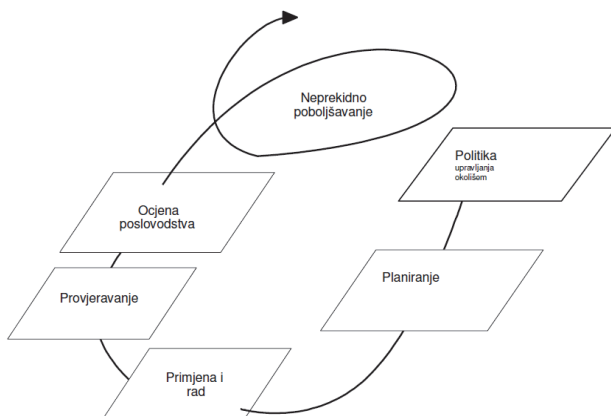 Neprekidno
poboljšavanje
Politika
upravljanja
okolišem
Ocjena
poslovodstva
Planiranje
Provjeravanje
Primjena i
rad